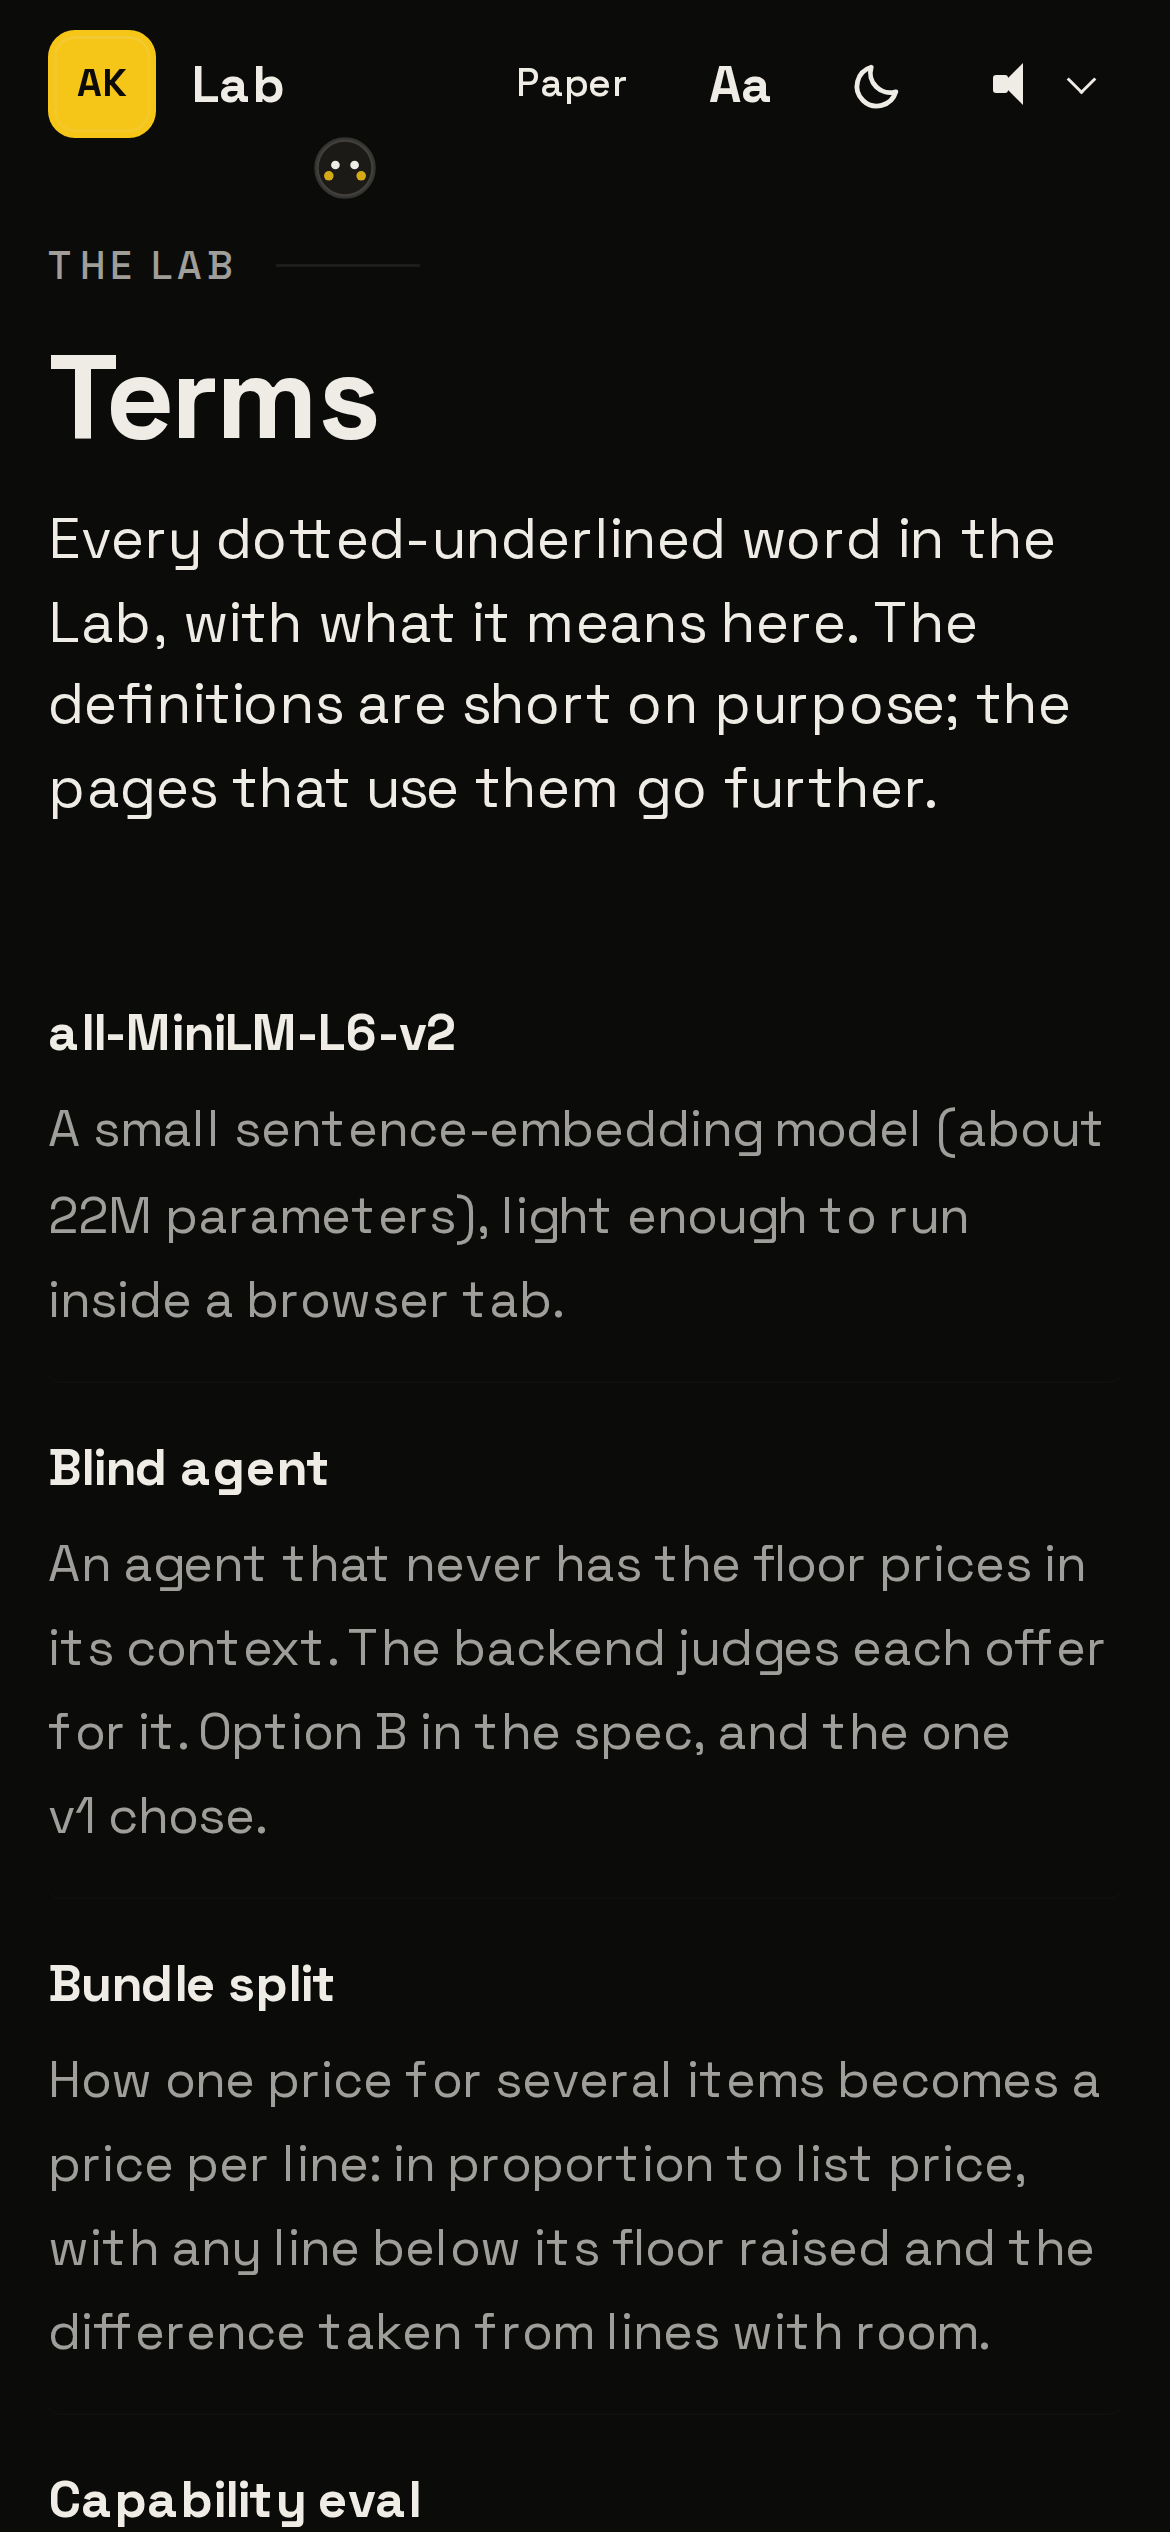 AK
Lab
Paper
Aa
THE LAB
Terms
Every dotted-underlined word in the
Lab, with what it means here. The
definitions are short on purpose; the
pages that use them go further.
all-MiniLM-L6-v2
A small sentence-embedding model (about
22M parameters), light enough to run
inside a browser tab.
Blind agent
An agent that never has the floor prices in
its context. The backend judges each offer
for it. Option B in the spec, and the one
v1 chose.
Bundle split
How one price for several items becomes a
price per line: in proportion to list price,
with any line below its floor raised and the
difference taken from lines with room.
Capability eval